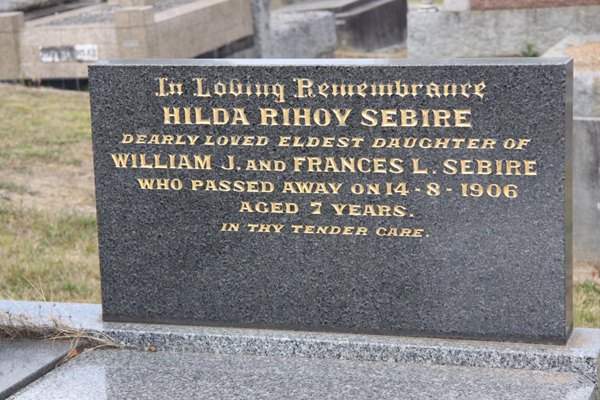 In Loving Remembrance
HILDA RIHOY SEBIRE
DEARLY LOVED ELDEST DAUGHTER OF
WILLIAM J. AND FRANCES L. SEBIRE
WHO PASSED AWAY ON 14-8-1906
AGED 7 YEARS.
IN THY TENDER CARE.